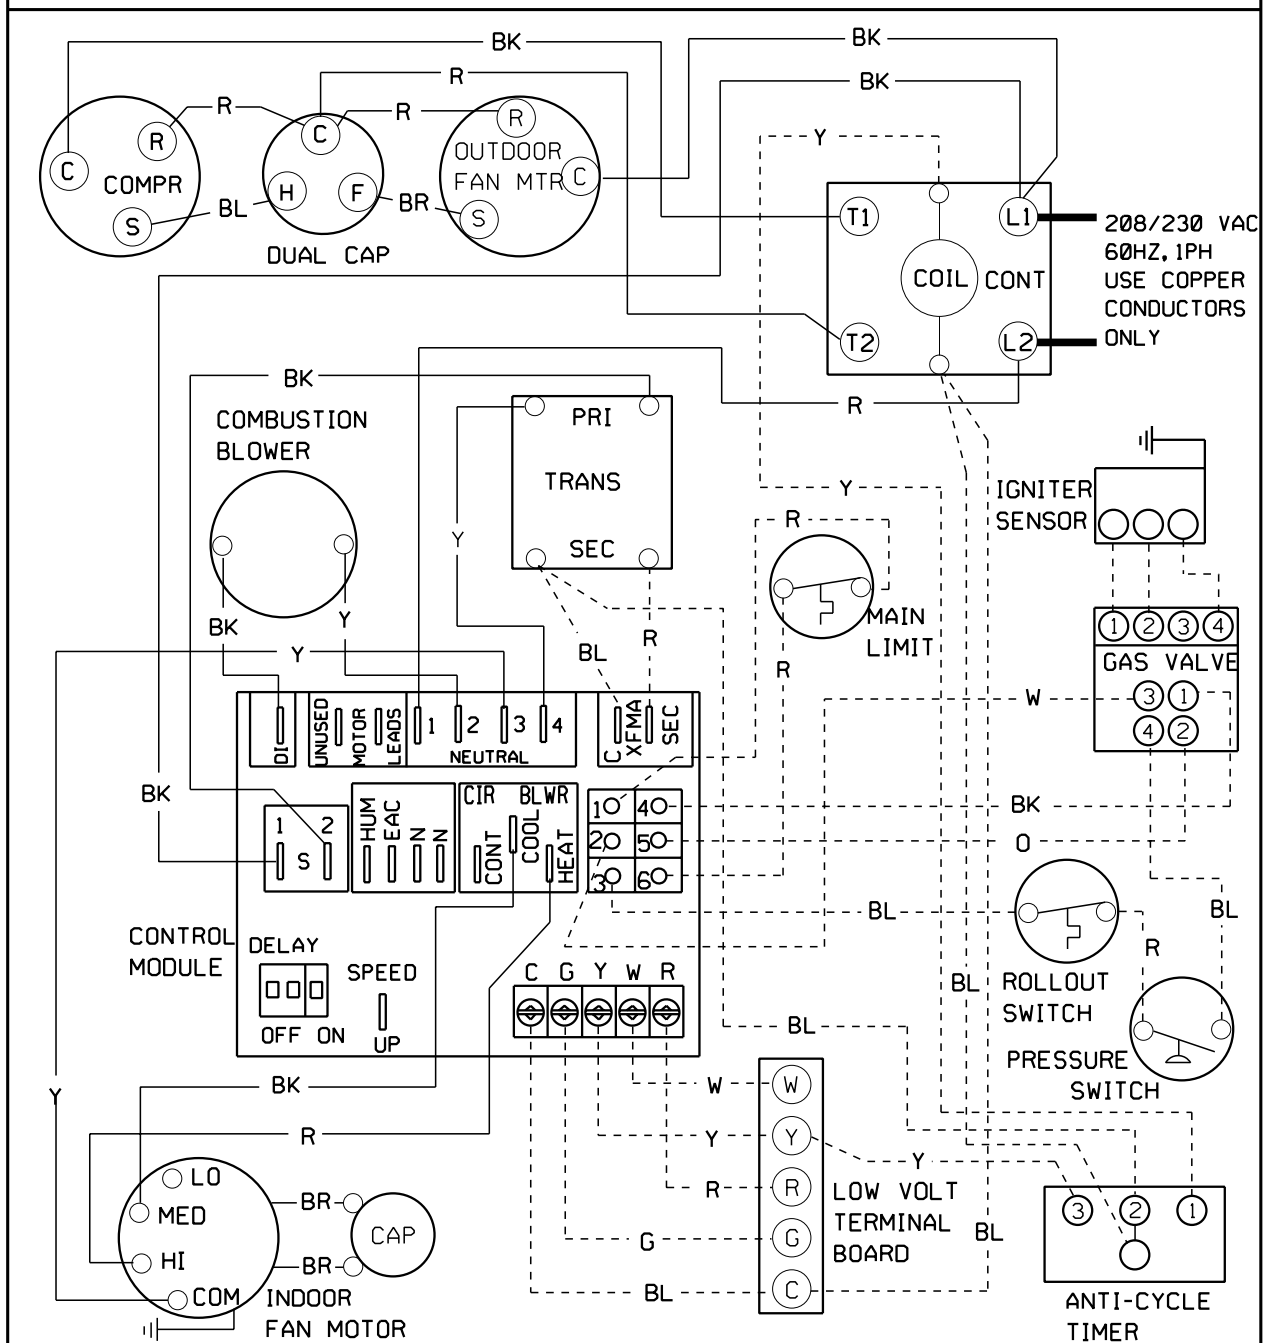 BK
BK
R
BK
R
R
Y
R
C
R
OUTDOOR
C
COMPR
H
F
FAN MTR
C
S
BL
BR
S
T1
L1
208/230 VAC
DUAL CAP
60HZ, 1PH
COIL
CONT
USE COPPER
CONDUCTORS
T2
L2
ONLY
BK
R
COMBUSTION
PRI
BLOWER
TRANS
Y
IGNITER
R
SENSOR
Y
SEC
BK
Y
R
MAIN
1
2
3
4
BL
LIMIT
Y
R
GAS VALVE
W
3
1
DI
UNUSED
MOTOR
LEADS
1
2
3
4
C
XFMA
SEC
4
2
NEUTRAL
BK
CIR
BLWR
1
4
BK
1
2
HUM
EAC
N
N
COOL
2
5
O
S
CONT
HEAT
3
6
BL
BL
CONTROL
DELAY
R
MODULE
SPEED
C
G
Y
W
R
BL
ROLLOUT
SWITCH
BL
OFF
ON
UP
PRESSURE
SWITCH
Y
BK
W
W
R
Y
Y
Y
LO
R
R
LOW VOLT
3
2
1
MED
BR
TERMINAL
CAP
G
G
BOARD
BL
HI
BR
COM
INDOOR
BL
C
ANTI-CYCLE
FAN MOTOR
TIMER